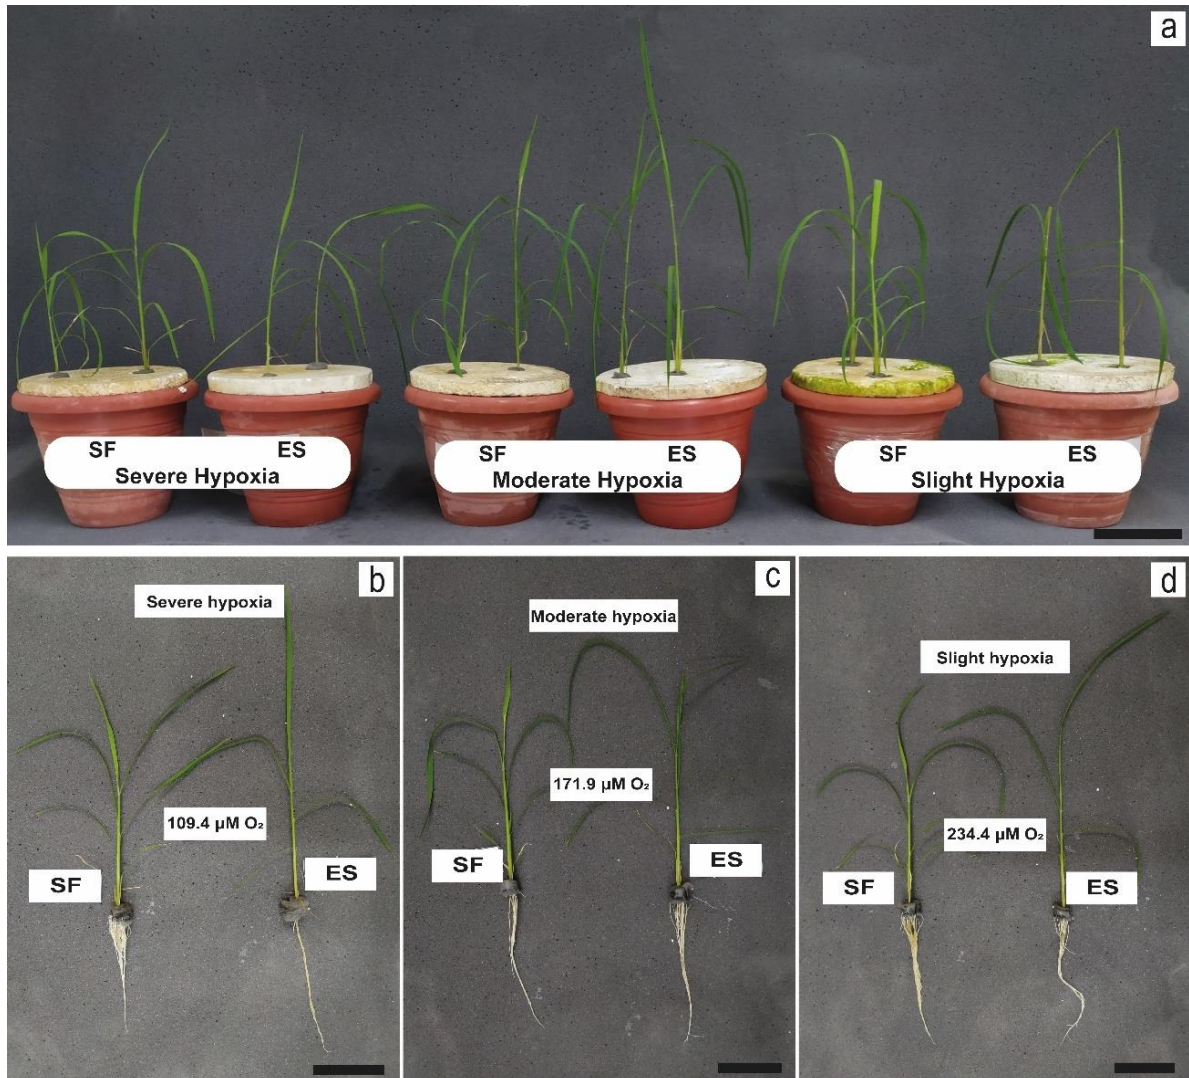 a
SF ES
Severe Hypoxia
SF ES
Moderate Hypoxia
SF ES
Slight Hypoxia
b
Severe hypoxia
109.4 µM O₂
SF
ES
c
Moderate hypoxia
171.9 µM O₂
SF
ES
d
Slight hypoxia
234.4 µM O₂
SF
ES